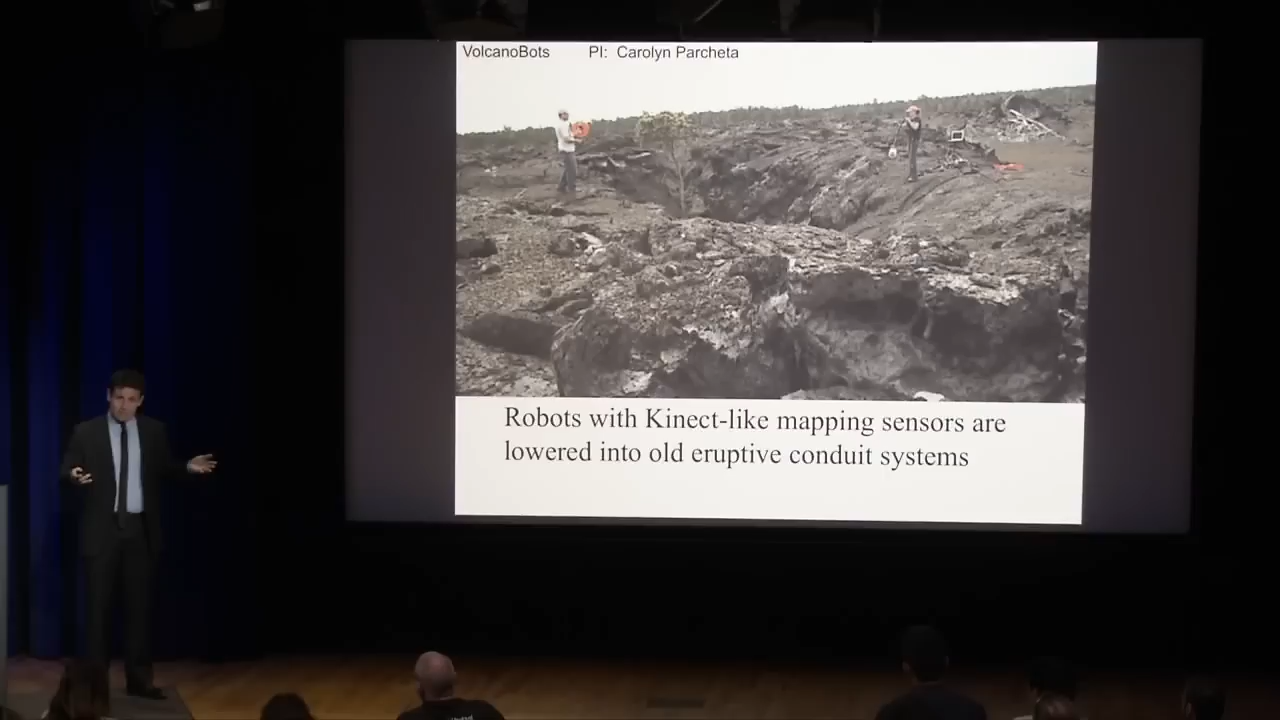 VolcanoBots PI: Carolyn Parcheta
Robots with Kinect-like mapping sensors are
lowered into old eruptive conduit systems